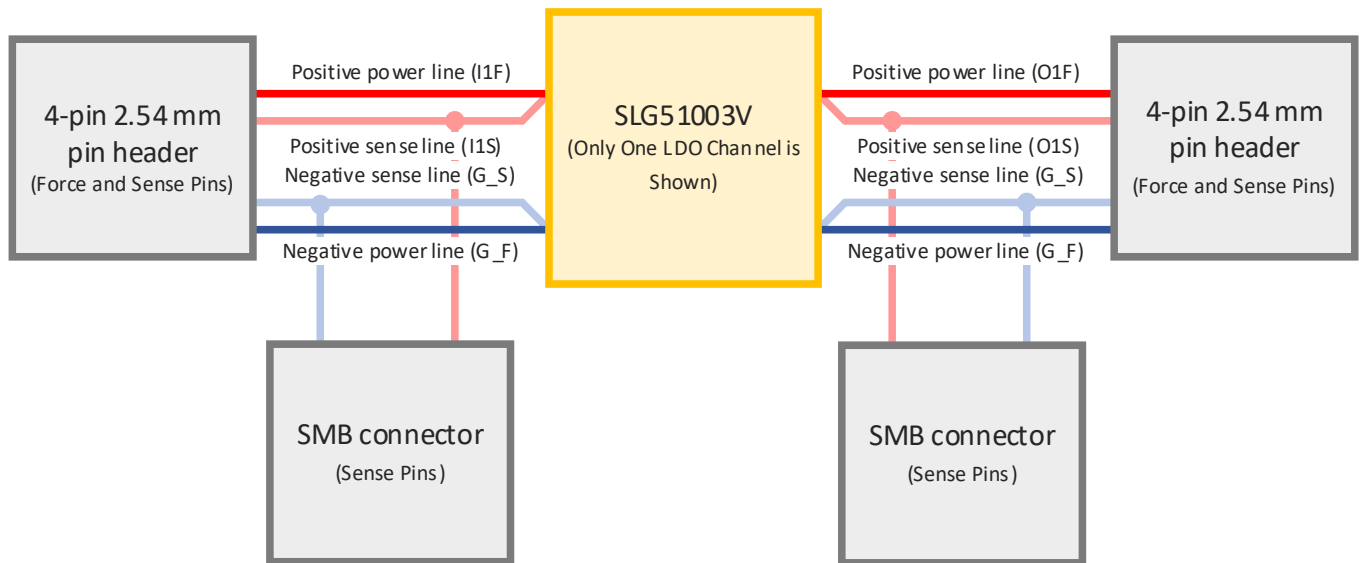 4-pin 2.54 mm
pin header
(Force and Sense Pins)
Positive power line (I1F)
Positive sense line (I1S)
Negative sense line (G_S)
Negative power line (G_F)
SLG51003V
(Only One LDO Channel is
Shown)
Positive power line (O1F)
Positive sense line (O1S)
Negative sense line (G_S)
Negative power line (G_F)
4-pin 2.54 mm
pin header
(Force and Sense Pins)
SMB connector
(Sense Pins)
SMB connector
(Sense Pins)